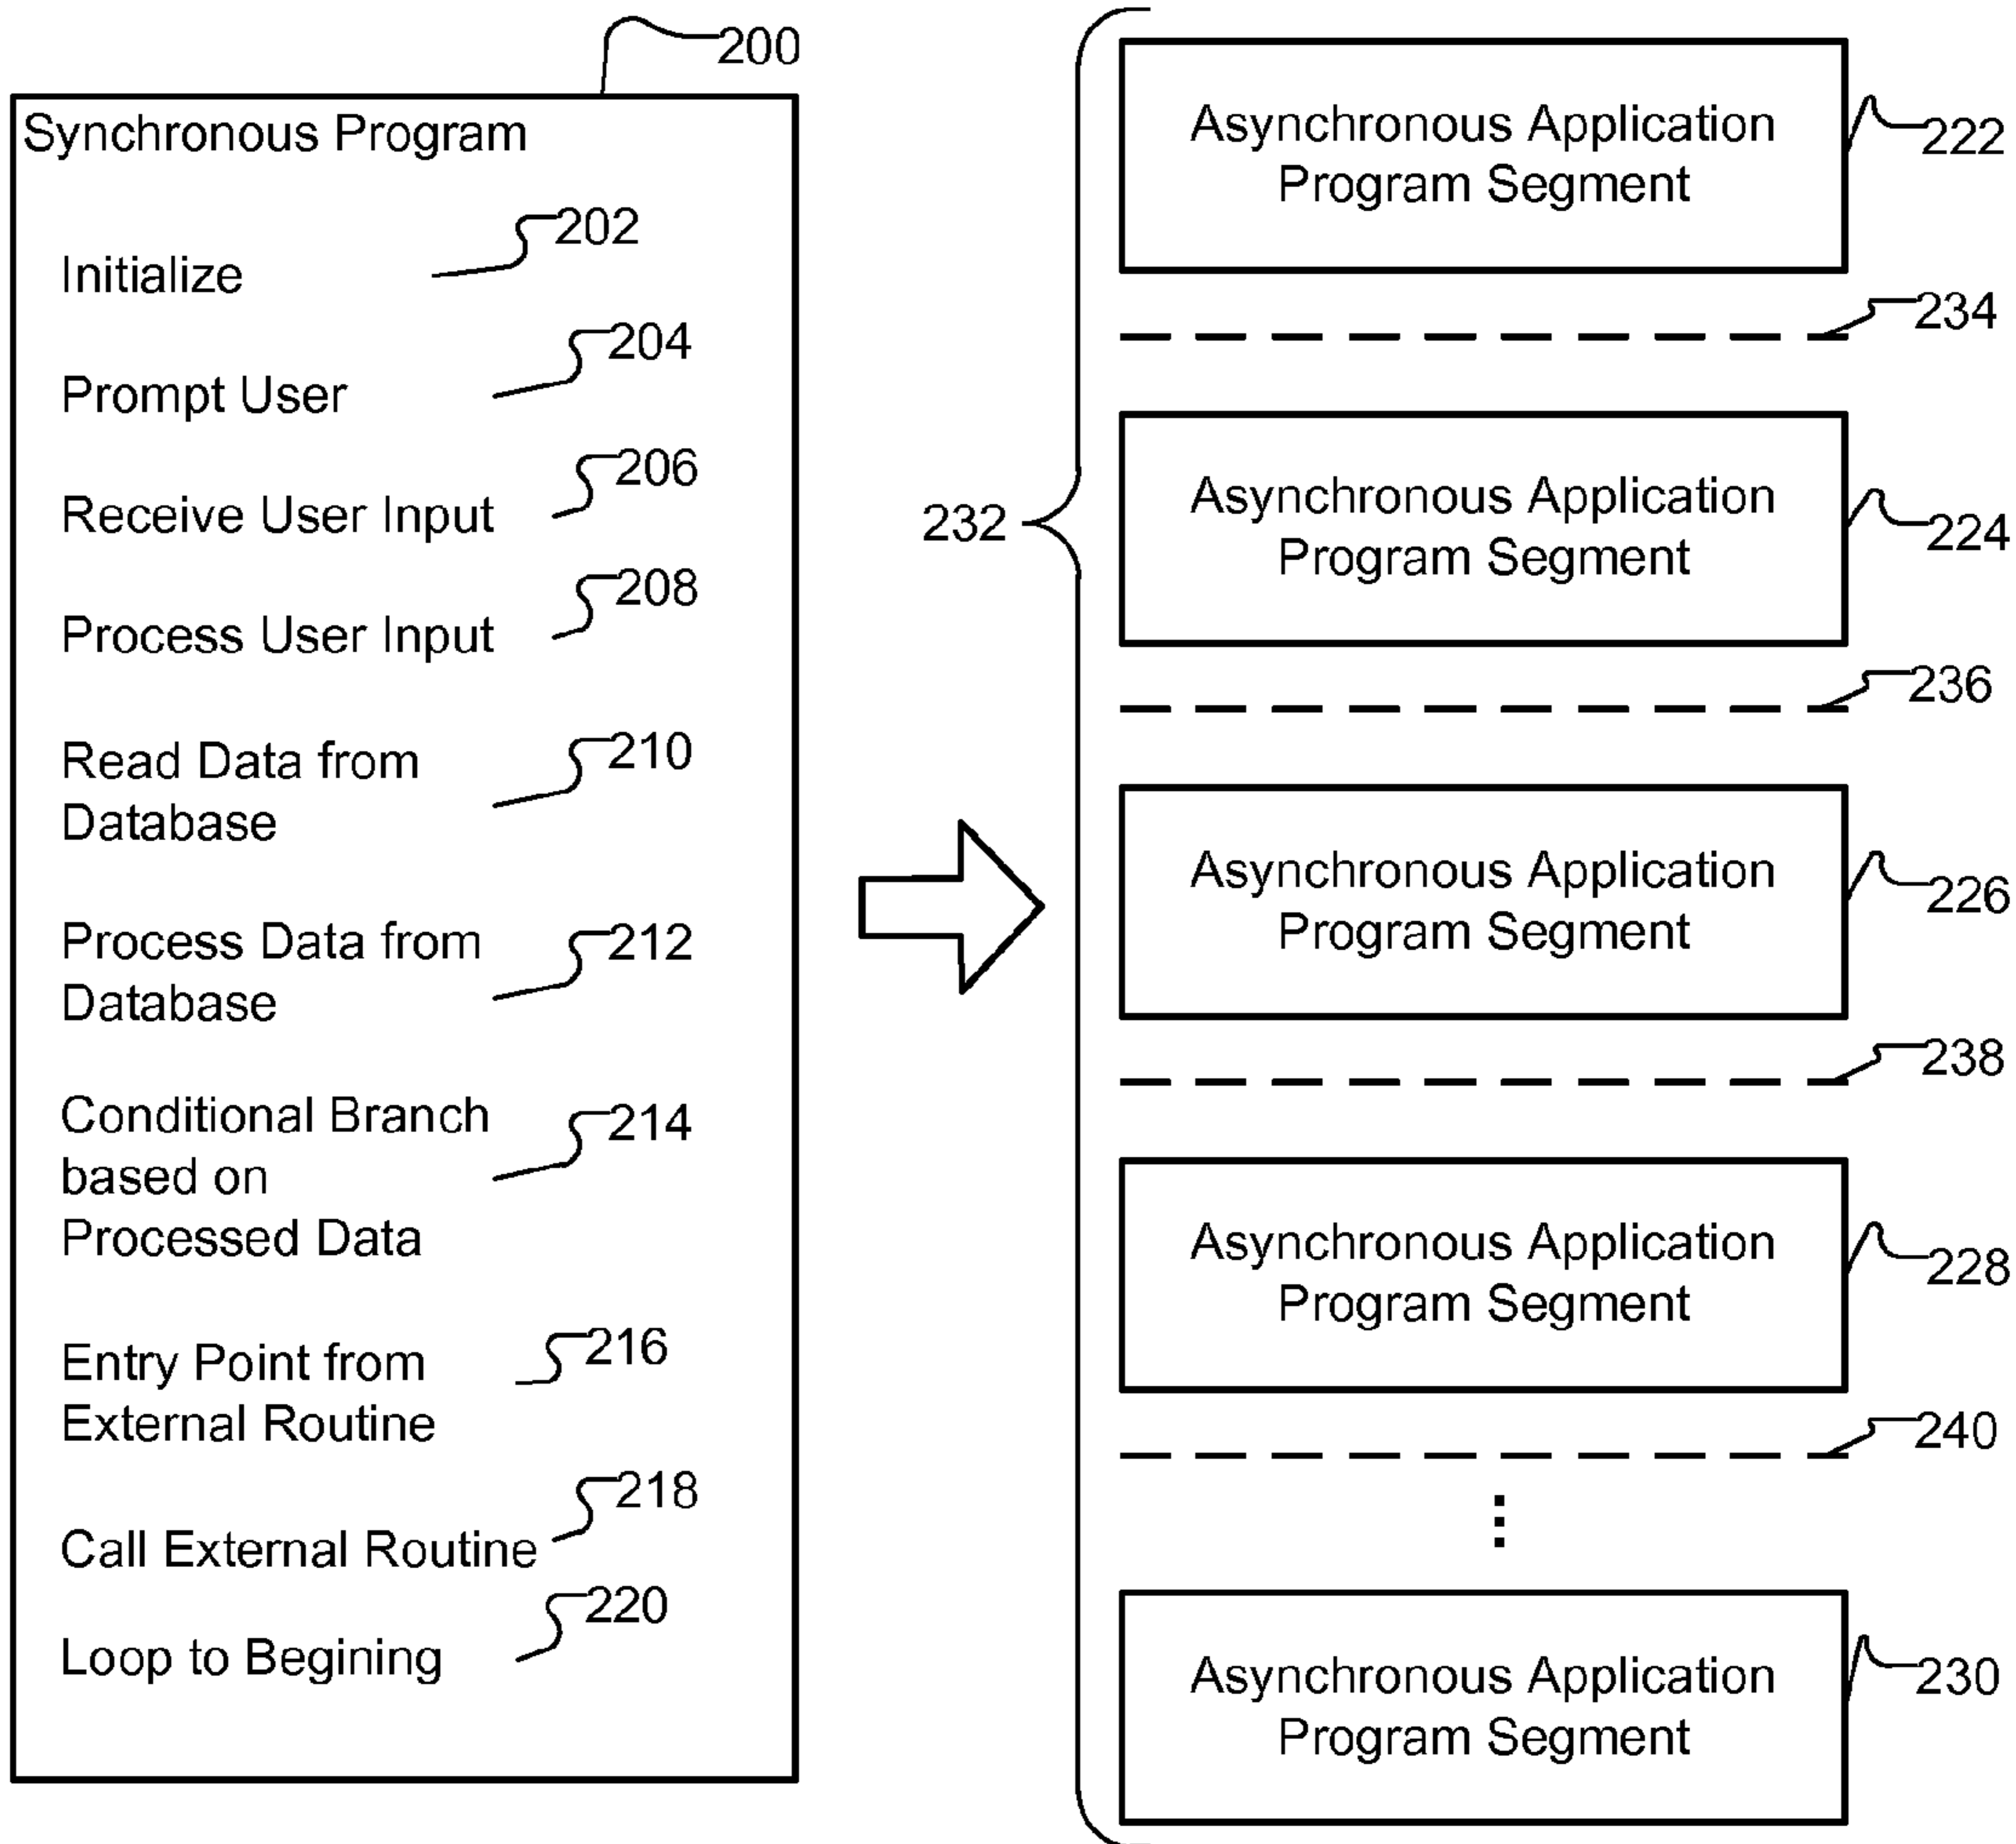 200
Synchronous Program
202
Initialize
204
Prompt User
206
Receive User Input
208
Process User Input
210
Read Data from
Database
212
Process Data from
Database
214
Conditional Branch
based on
Processed Data
216
Entry Point from
External Routine
218
Call External Routine
220
Loop to Begining
232
Asynchronous Application
Program Segment
222
234
Asynchronous Application
Program Segment
224
236
Asynchronous Application
Program Segment
226
238
Asynchronous Application
Program Segment
228
240
Asynchronous Application
Program Segment
230